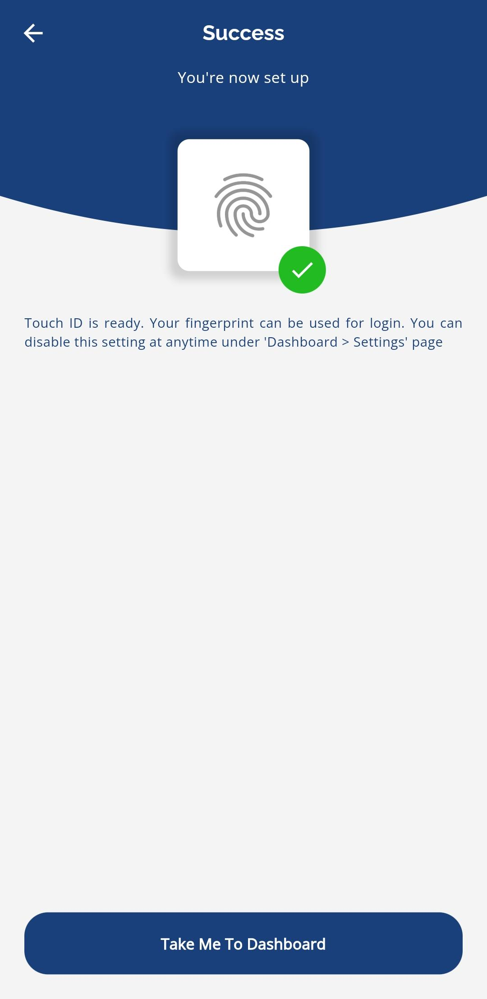 Success
You're now set up
Touch ID is ready. Your fingerprint can be used for login. You can
disable this setting at anytime under 'Dashboard > Settings' page
Take Me To Dashboard